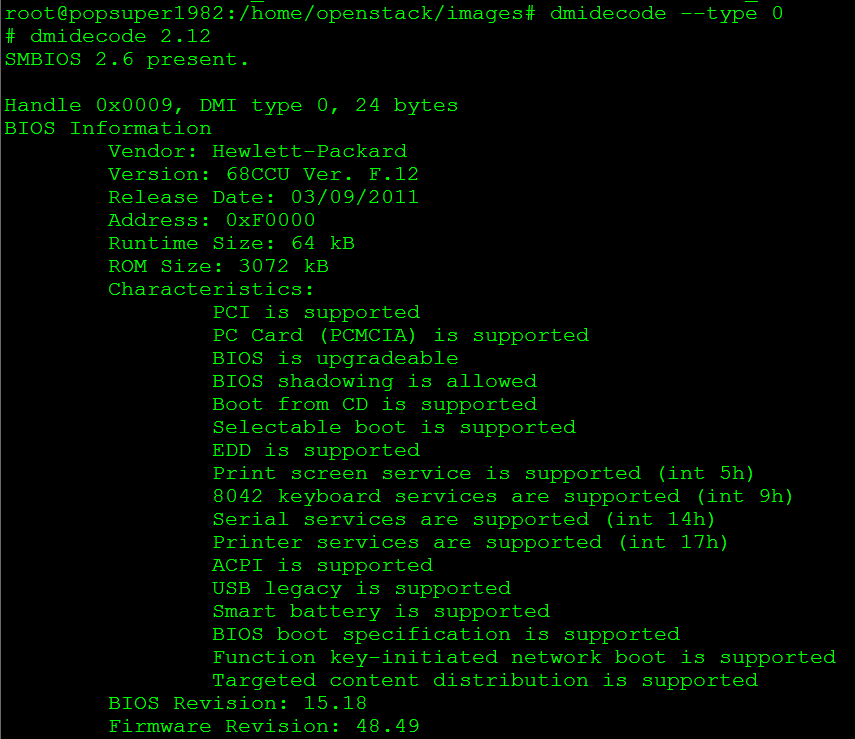 root@popsuper1982:/home/openstack/images# dmidecode --type 0
# dmidecode 2.12
SMBIOS 2.6 present.

Handle 0x0009, DMI type 0, 24 bytes
BIOS Information
        Vendor: Hewlett-Packard
        Version: 68CCU Ver. F.12
        Release Date: 03/09/2011
        Address: 0xF0000
        Runtime Size: 64 kB
        ROM Size: 3072 kB
        Characteristics:
                PCI is supported
                PC Card (PCMCIA) is supported
                BIOS is upgradeable
                BIOS shadowing is allowed
                Boot from CD is supported
                Selectable boot is supported
                EDD is supported
                Print screen service is supported (int 5h)
                8042 keyboard services are supported (int 9h)
                Serial services are supported (int 14h)
                Printer services are supported (int 17h)
                ACPI is supported
                USB legacy is supported
                Smart battery is supported
                BIOS boot specification is supported
                Function key-initiated network boot is supported
                Targeted content distribution is supported
        BIOS Revision: 15.18
        Firmware Revision: 48.49